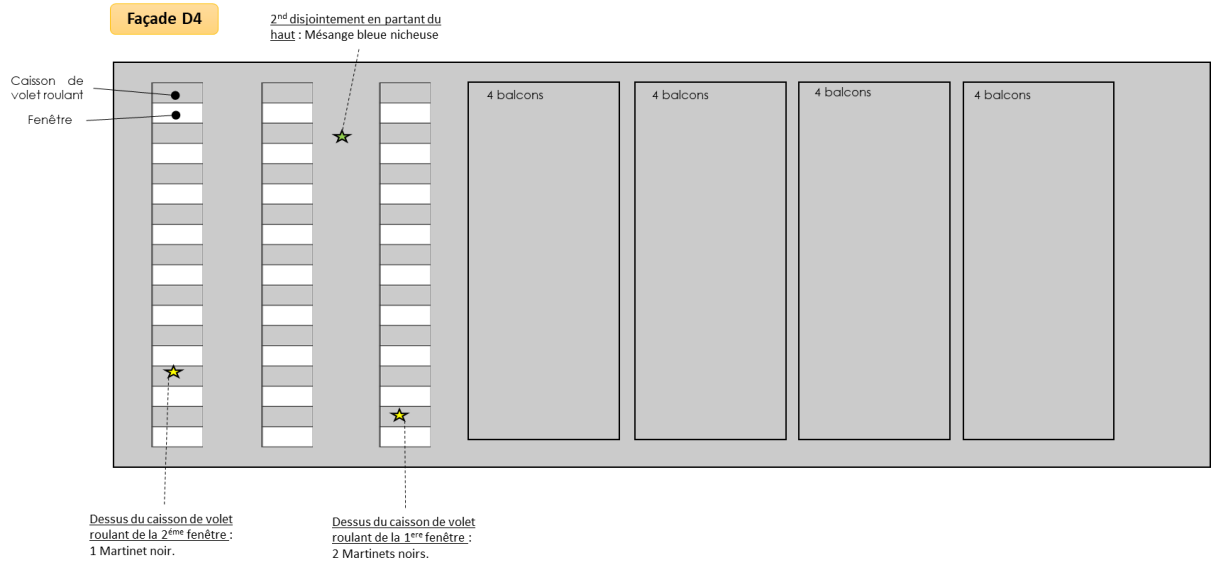 Façade D4
2nd disjointement en partant du
haut : Mésange bleue nicheuse
Caisson de
volet roulant
Fenêtre
4 balcons
4 balcons
4 balcons
4 balcons
Dessus du caisson de volet
roulant de la 2éme fenêtre :
1 Martinet noir.
Dessus du caisson de volet
roulant de la 1ere fenêtre :
2 Martinets noirs.